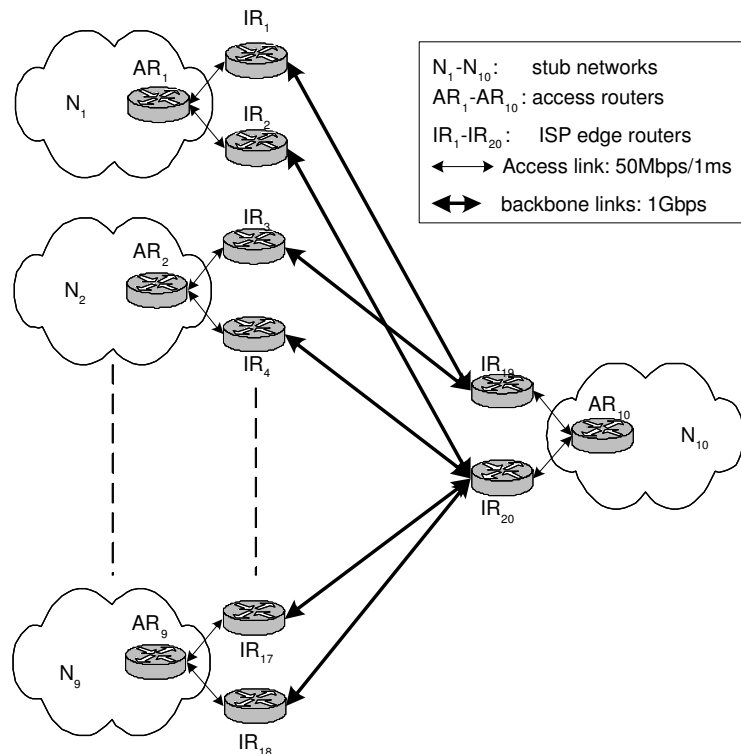 IR₁
AR₁
N₁
IR₂
N₁-N₁₀: stub networks
AR₁-AR₁₀: access routers
IR₁-IR₂₀: ISP edge routers
Access link: 50Mbps/1ms
backbone links: 1Gbps
IR₃
AR₂
N₂
IR₄
IR₁₉
AR₁₀
N₁₀
IR₂₀
AR₉
IR₁₇
N₉
IR₁₈